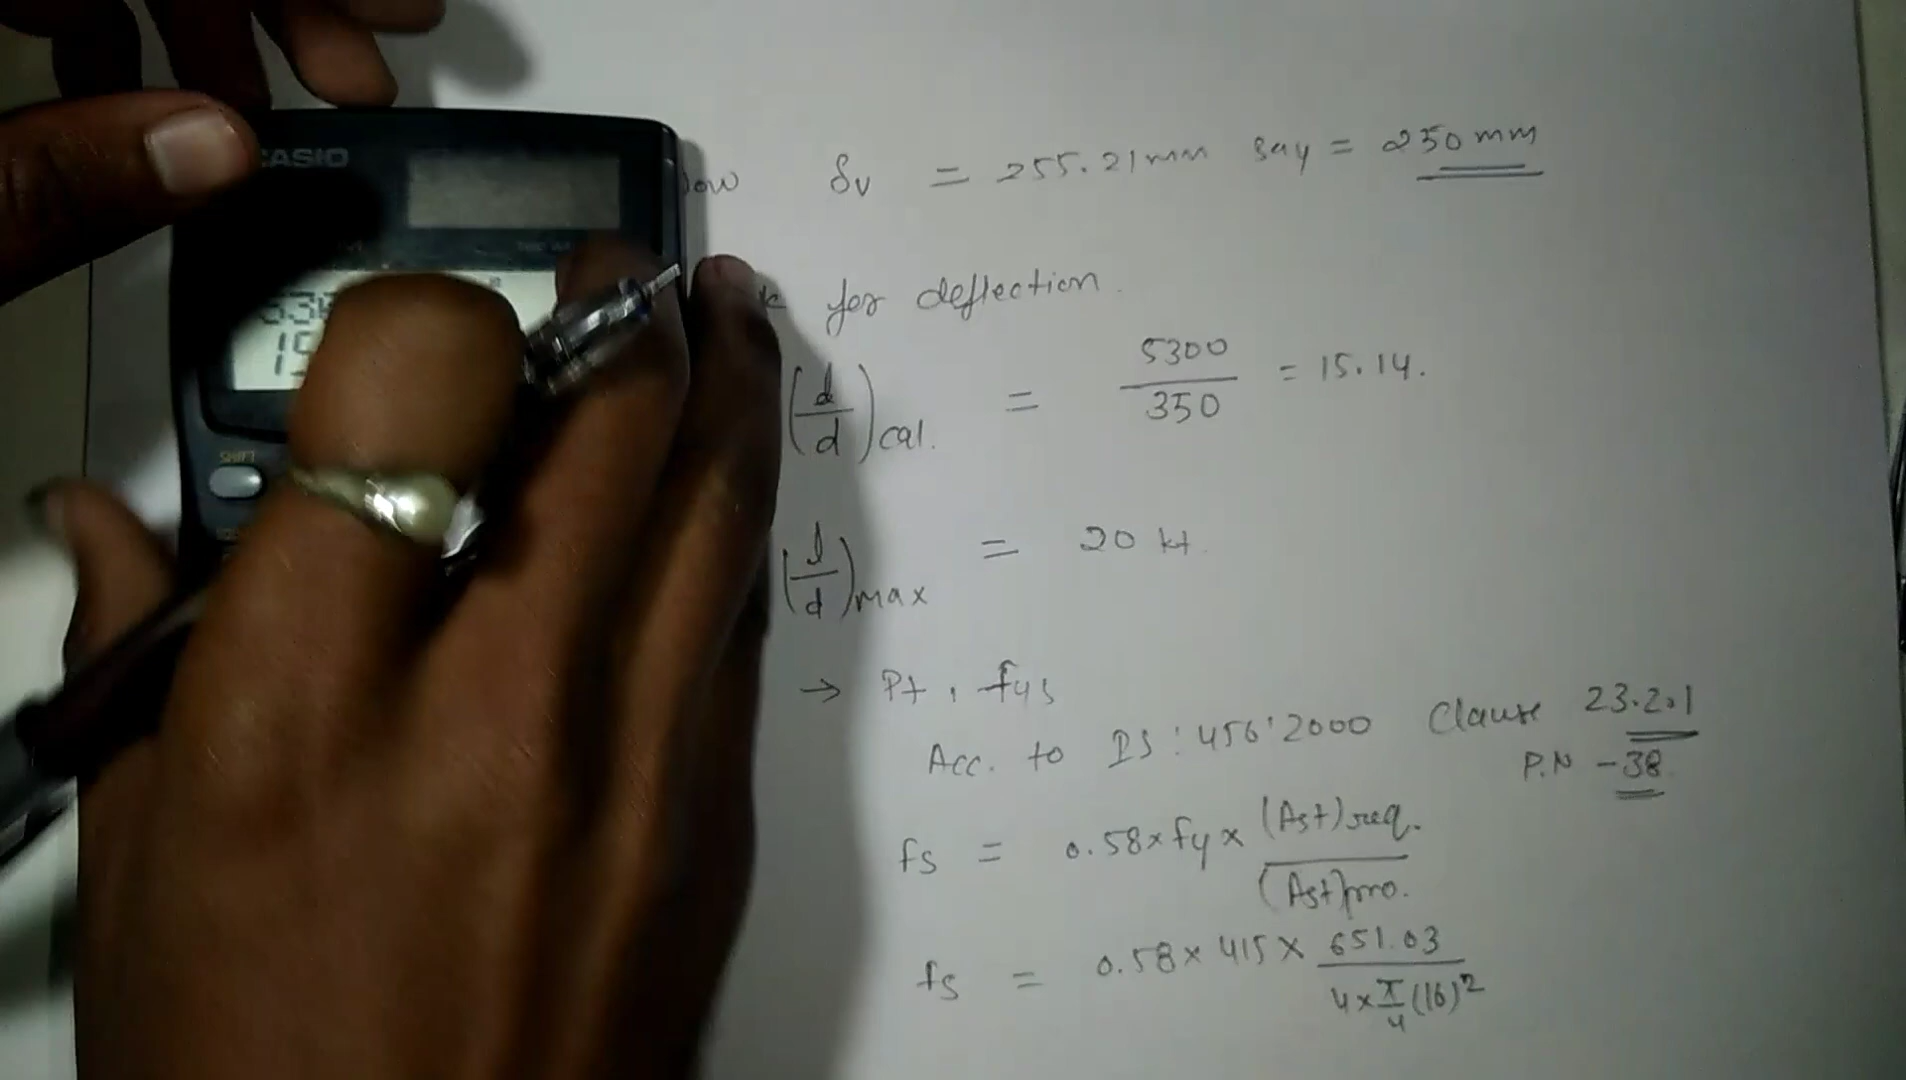 CASIO
Sv = 255.21mm say = 250 mm
for deflection.
(l/d)cal. = 5300/350 = 15.14.
(l/d)max = 20 kt
→ Pt, fys
Acc. to IS:456:2000 Clause 23.2.1
P.N - 38
fs = 0.58× fy × (Ast)req./(Ast)pro.
fs = 0.58 × 415 × 651.03/4×π/4(16)²
SHIFT